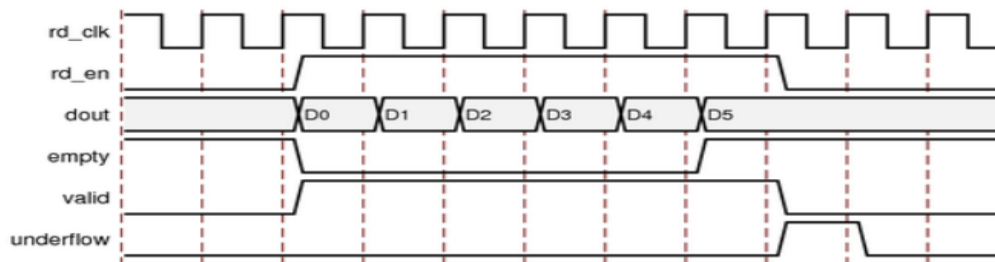 rd_clk
rd_en
dout D0 D1 D2 D3 D4 D5
empty
valid
underflow